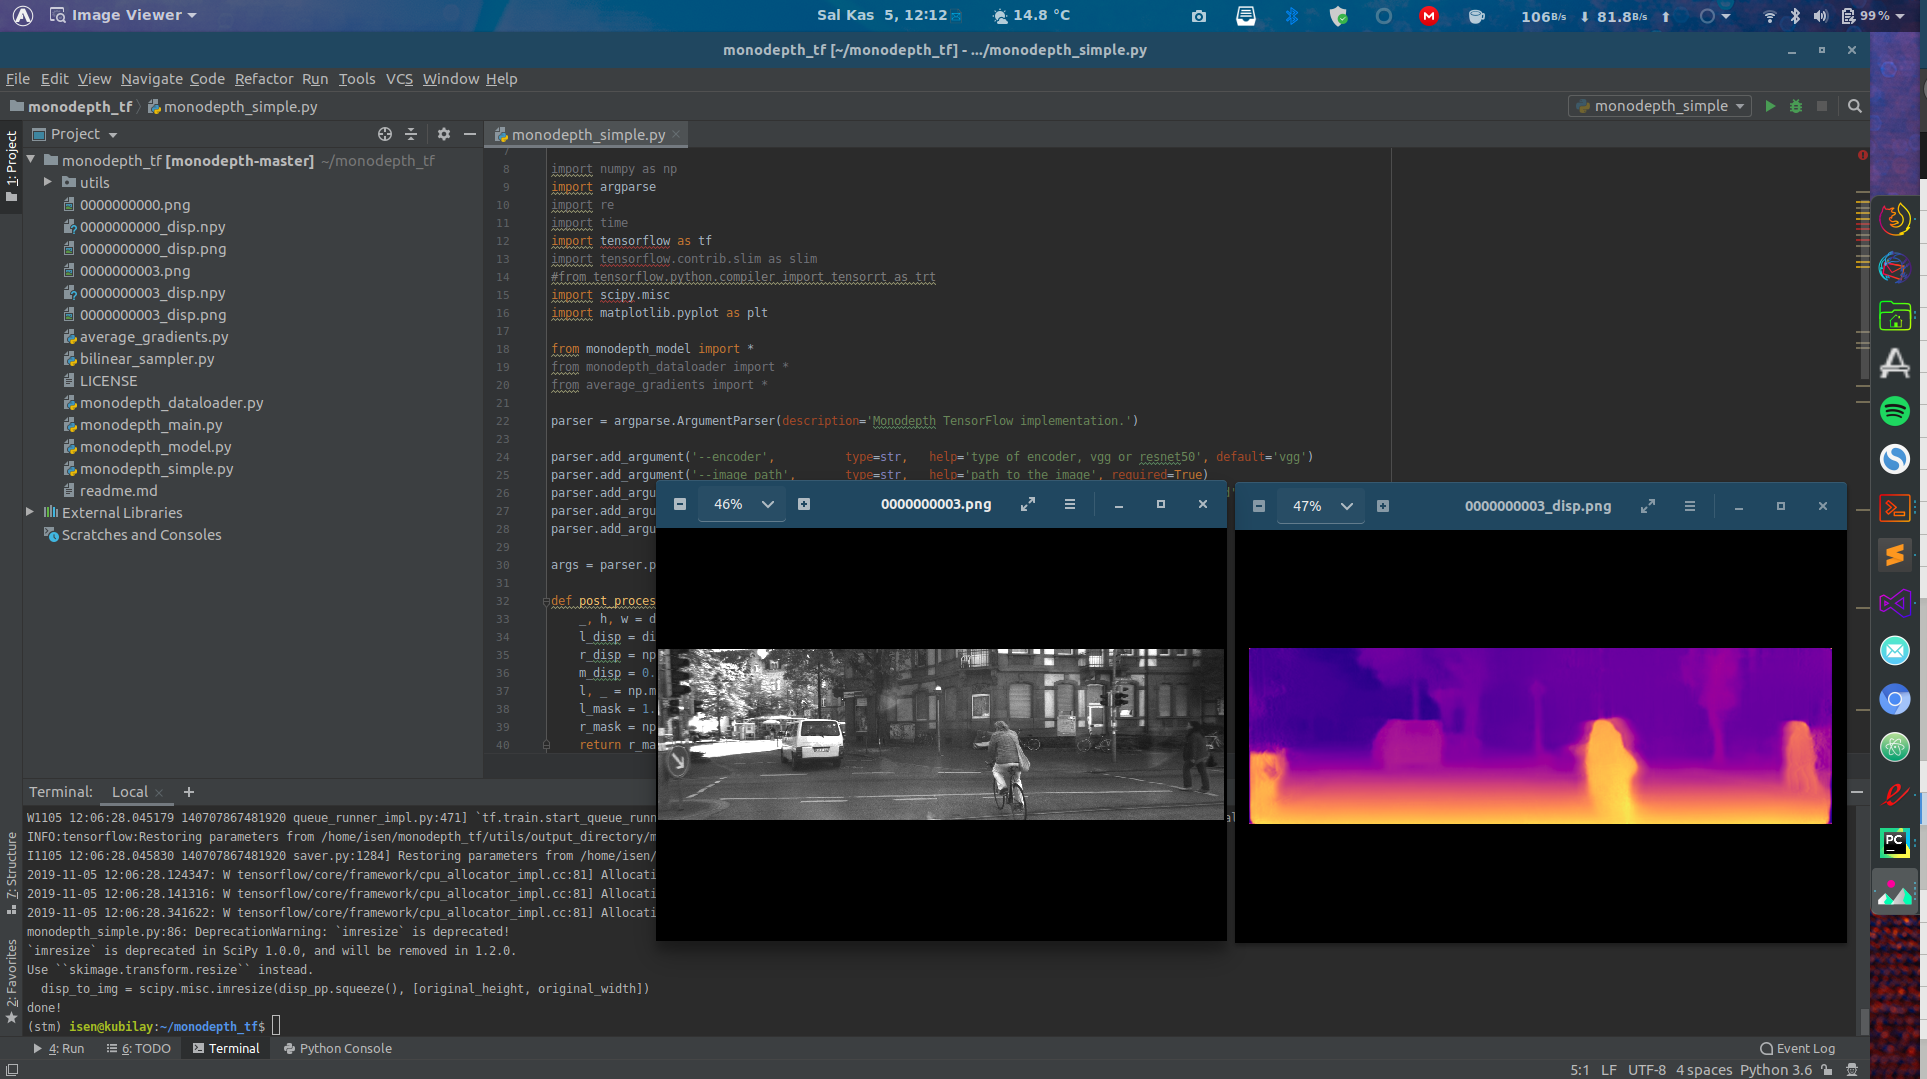 Image Viewer
Sal Kas 5, 12:12
14.8 °C
106B/s
81.8B/s
99%
monodepth_tf [~/monodepth_tf] - .../monodepth_simple.py
File Edit View Navigate Code Refactor Run Tools VCS Window Help
monodepth_tf monodepth_simple.py
monodepth_simple
Project
monodepth_simple.py
1: Project
monodepth_tf [monodepth-master] ~/monodepth_tf
utils
0000000000.png
0000000000_disp.npy
0000000000_disp.png
0000000003.png
0000000003_disp.npy
0000000003_disp.png
average_gradients.py
bilinear_sampler.py
LICENSE
monodepth_dataloader.py
monodepth_main.py
monodepth_model.py
monodepth_simple.py
readme.md
External Libraries
Scratches and Consoles
7
8 import numpy as np
9 import argparse
10 import re
11 import time
12 import tensorflow as tf
13 import tensorflow.contrib.slim as slim
14 #from tensorflow.python.compiler import tensorrt as trt
15 import scipy.misc
16 import matplotlib.pyplot as plt
17
18 from monodepth_model import *
19 from monodepth_dataloader import *
20 from average_gradients import *
21
22 parser = argparse.ArgumentParser(description='Monodepth TensorFlow implementation.')
23
24 parser.add_argument('--encoder', type=str, help='type of encoder, vgg or resnet50', default='vgg')
25 parser.add_argument('--image_path', type=str, help='path to the image', required=True)
26 parser.add_argu
27 parser.add_argu
28 parser.add_argu
29
30 args = parser.p
31
32 def post_proces
33 _, h, w = d
34 l_disp = di
35 r_disp = np
36 m_disp = 0.
37 l, _ = np.m
38 l_mask = 1.
39 r_mask = np
40 return r_ma
46% 0000000003.png
47% 0000000003_disp.png
Terminal: Local
W1105 12:06:28.045179 140707867481920 queue_runner_impl.py:471] `tf.train.start_queue_runn
INFO:tensorflow:Restoring parameters from /home/isen/monodepth_tf/utils/output_directory/m
I1105 12:06:28.045830 140707867481920 saver.py:1284] Restoring parameters from /home/isen/
2019-11-05 12:06:28.124347: W tensorflow/core/framework/cpu_allocator_impl.cc:81] Allocati
2019-11-05 12:06:28.141316: W tensorflow/core/framework/cpu_allocator_impl.cc:81] Allocati
2019-11-05 12:06:28.341622: W tensorflow/core/framework/cpu_allocator_impl.cc:81] Allocati
monodepth_simple.py:86: DeprecationWarning: `imresize` is deprecated!
`imresize` is deprecated in SciPy 1.0.0, and will be removed in 1.2.0.
Use ``skimage.transform.resize`` instead.
disp_to_img = scipy.misc.imresize(disp_pp.squeeze(), [original_height, original_width])
done!
(stm) isen@kubilay:~/monodepth_tf$
7: Structure
2: Favorites
4: Run 6: TODO Terminal Python Console
Event Log
5:1 LF UTF-8 4 spaces Python 3.6
PC